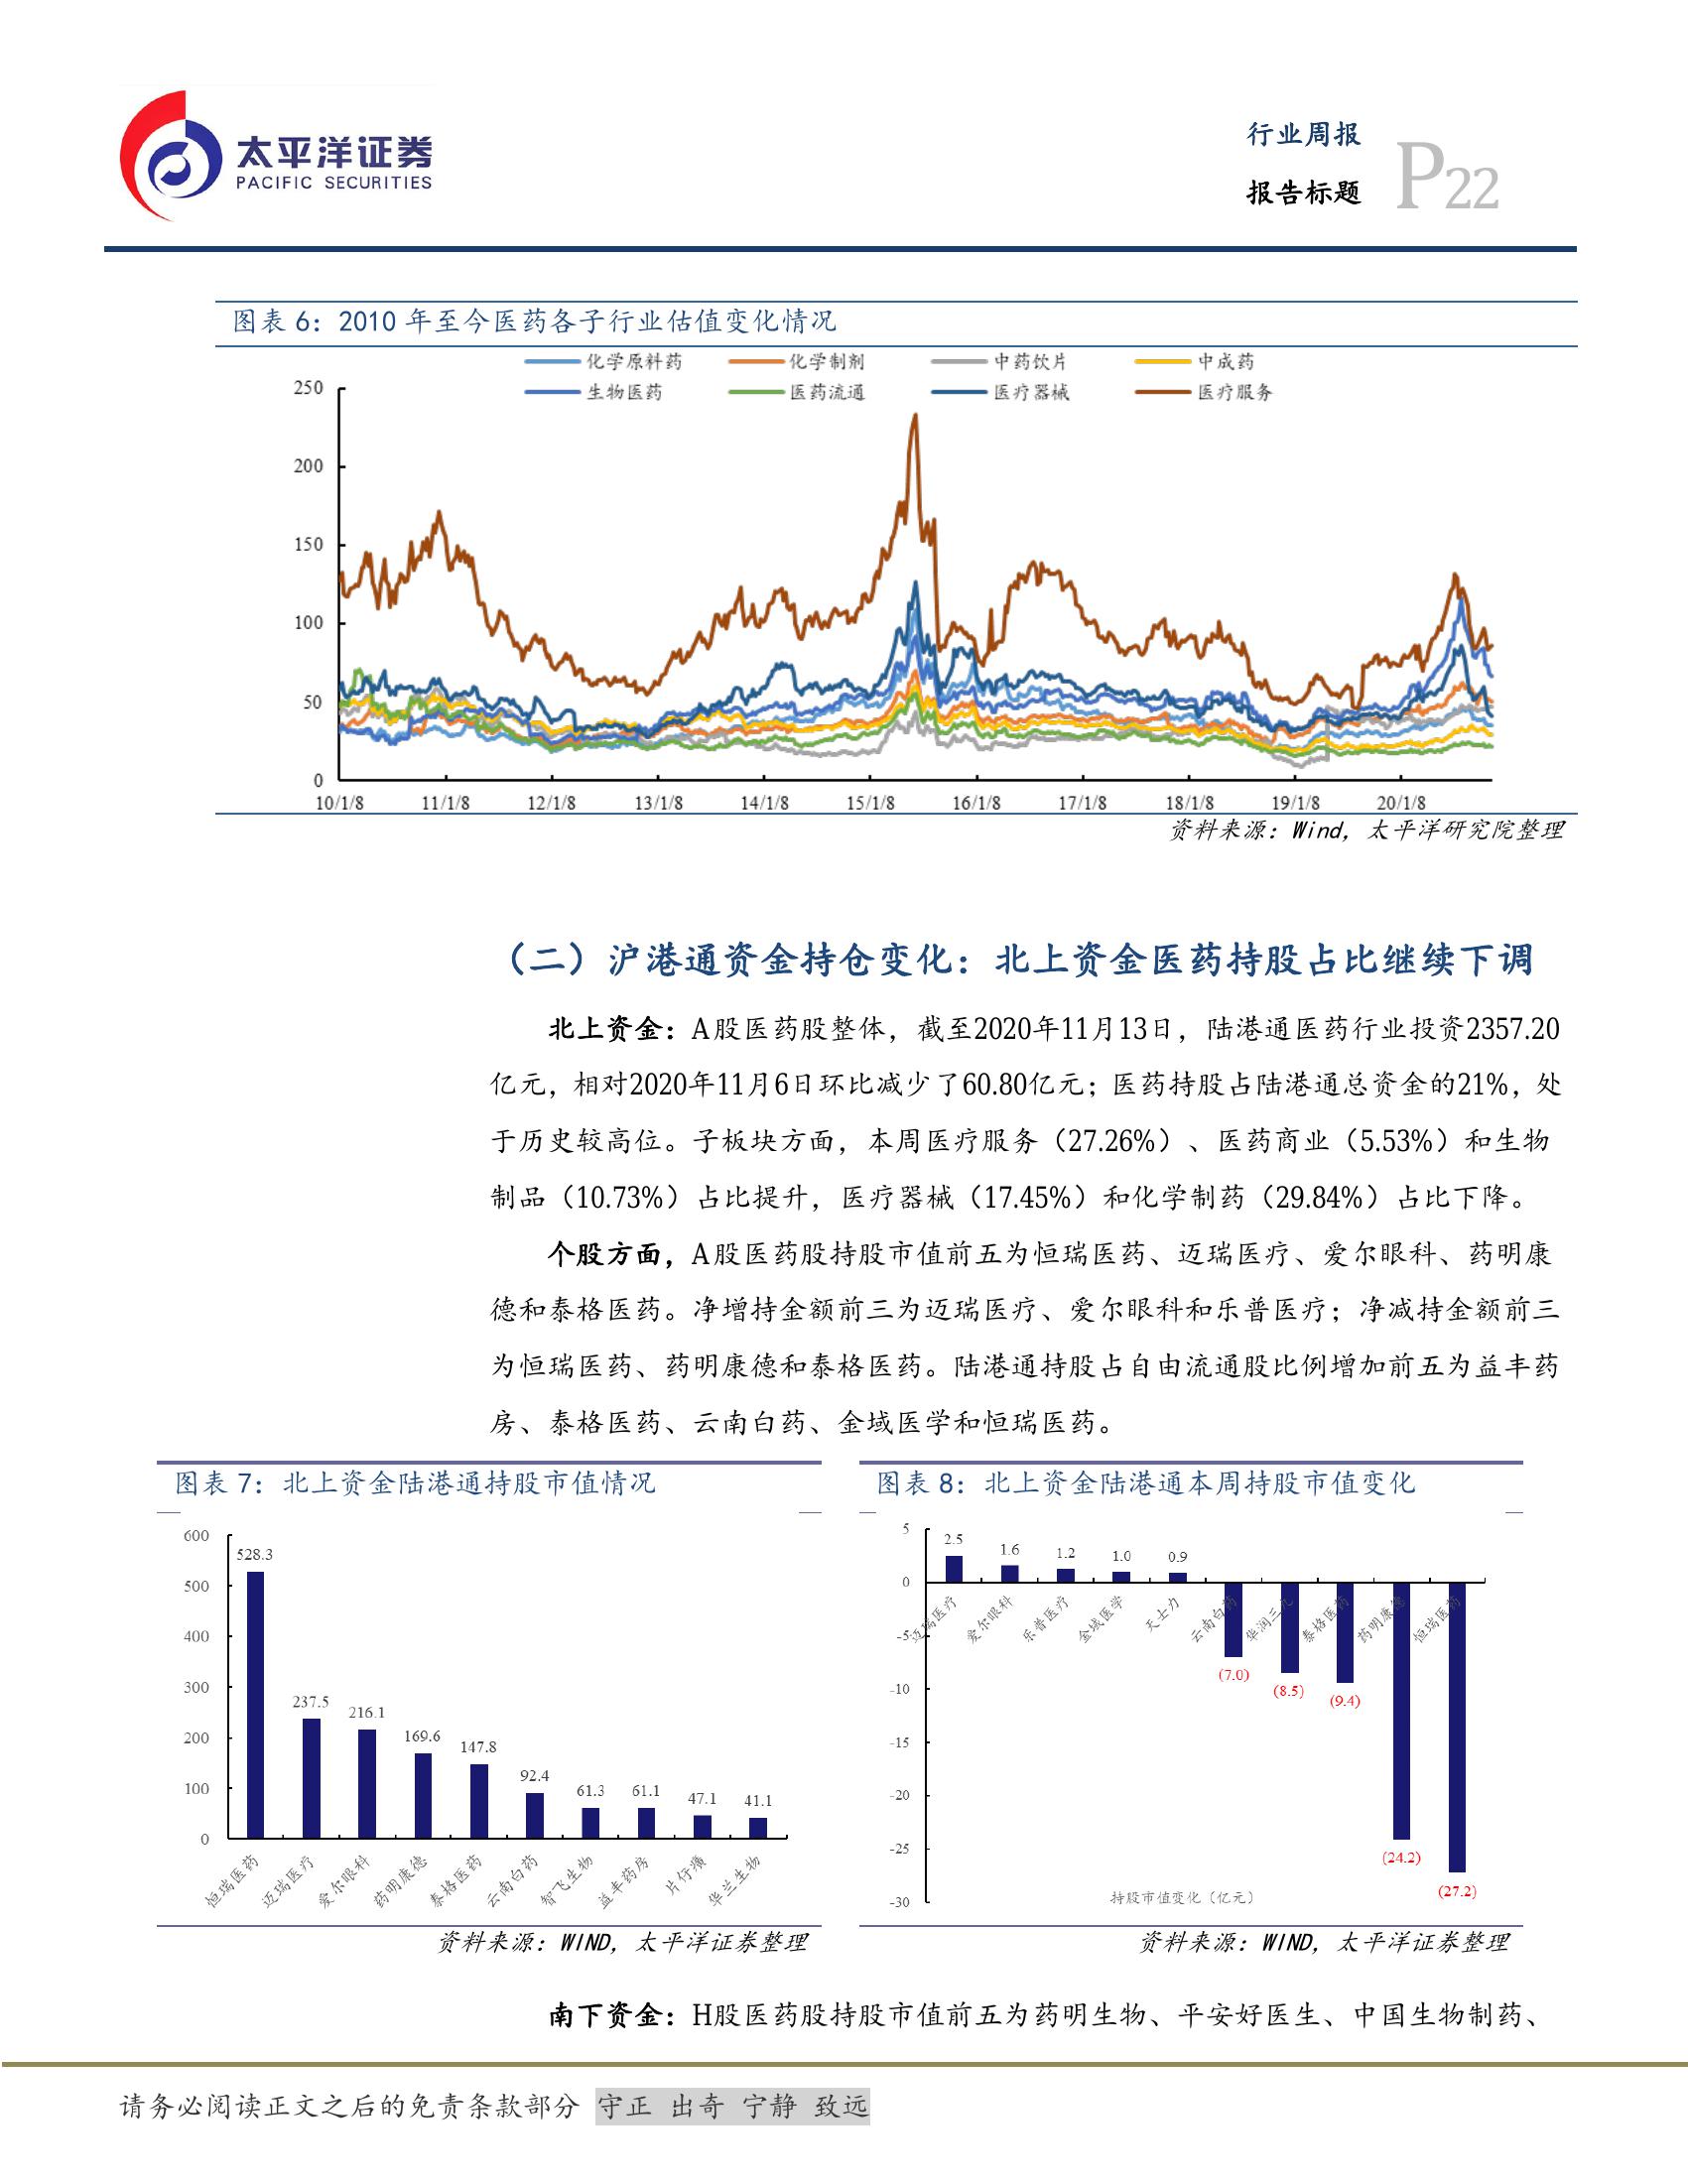 太平洋证券
PACIFIC SECURITIES
行业周报
报告标题
P22
图表 6：2010 年至今医药各子行业估值变化情况
化学原料药 化学制剂 中药饮片 中成药
生物医药 医药流通 医疗器械 医疗服务
250
200
150
100
50
0
10/1/8 11/1/8 12/1/8 13/1/8 14/1/8 15/1/8 16/1/8 17/1/8 18/1/8 19/1/8 20/1/8
资料来源：Wind，太平洋研究院整理
（二）沪港通资金持仓变化：北上资金医药持股占比继续下调
北上资金：A股医药股整体，截至2020年11月13日，陆港通医药行业投资2357.20
亿元，相对2020年11月6日环比减少了60.80亿元；医药持股占陆港通总资金的21%，处
于历史较高位。子板块方面，本周医疗服务（27.26%）、医药商业（5.53%）和生物
制品（10.73%）占比提升，医疗器械（17.45%）和化学制药（29.84%）占比下降。
个股方面，A股医药股持股市值前五为恒瑞医药、迈瑞医疗、爱尔眼科、药明康
德和泰格医药。净增持金额前三为迈瑞医疗、爱尔眼科和乐普医疗；净减持金额前三
为恒瑞医药、药明康德和泰格医药。陆港通持股占自由流通股比例增加前五为益丰药
房、泰格医药、云南白药、金域医学和恒瑞医药。
图表 7：北上资金陆港通持股市值情况
600
500
400
300
200
100
0
528.3 237.5 216.1 169.6 147.8 92.4 61.3 61.1 47.1 41.1
恒瑞医药 迈瑞医疗 爱尔眼科 药明康德 泰格医药 云南白药 智飞生物 益丰药房 片仔癀 华兰生物
资料来源：WIND，太平洋证券整理
图表 8：北上资金陆港通本周持股市值变化
5
0
-5
-10
-15
-20
-25
-30
2.5 1.6 1.2 1.0 0.9
迈瑞医疗 爱尔眼科 乐普医疗 金域医学 天士力 云南白药 华润三九 泰格医药 药明康德 恒瑞医药
(7.0) (8.5) (9.4) (24.2) (27.2)
持股市值变化（亿元）
资料来源：WIND，太平洋证券整理
南下资金：H股医药股持股市值前五为药明生物、平安好医生、中国生物制药、
请务必阅读正文之后的免责条款部分 守正 出奇 宁静 致远